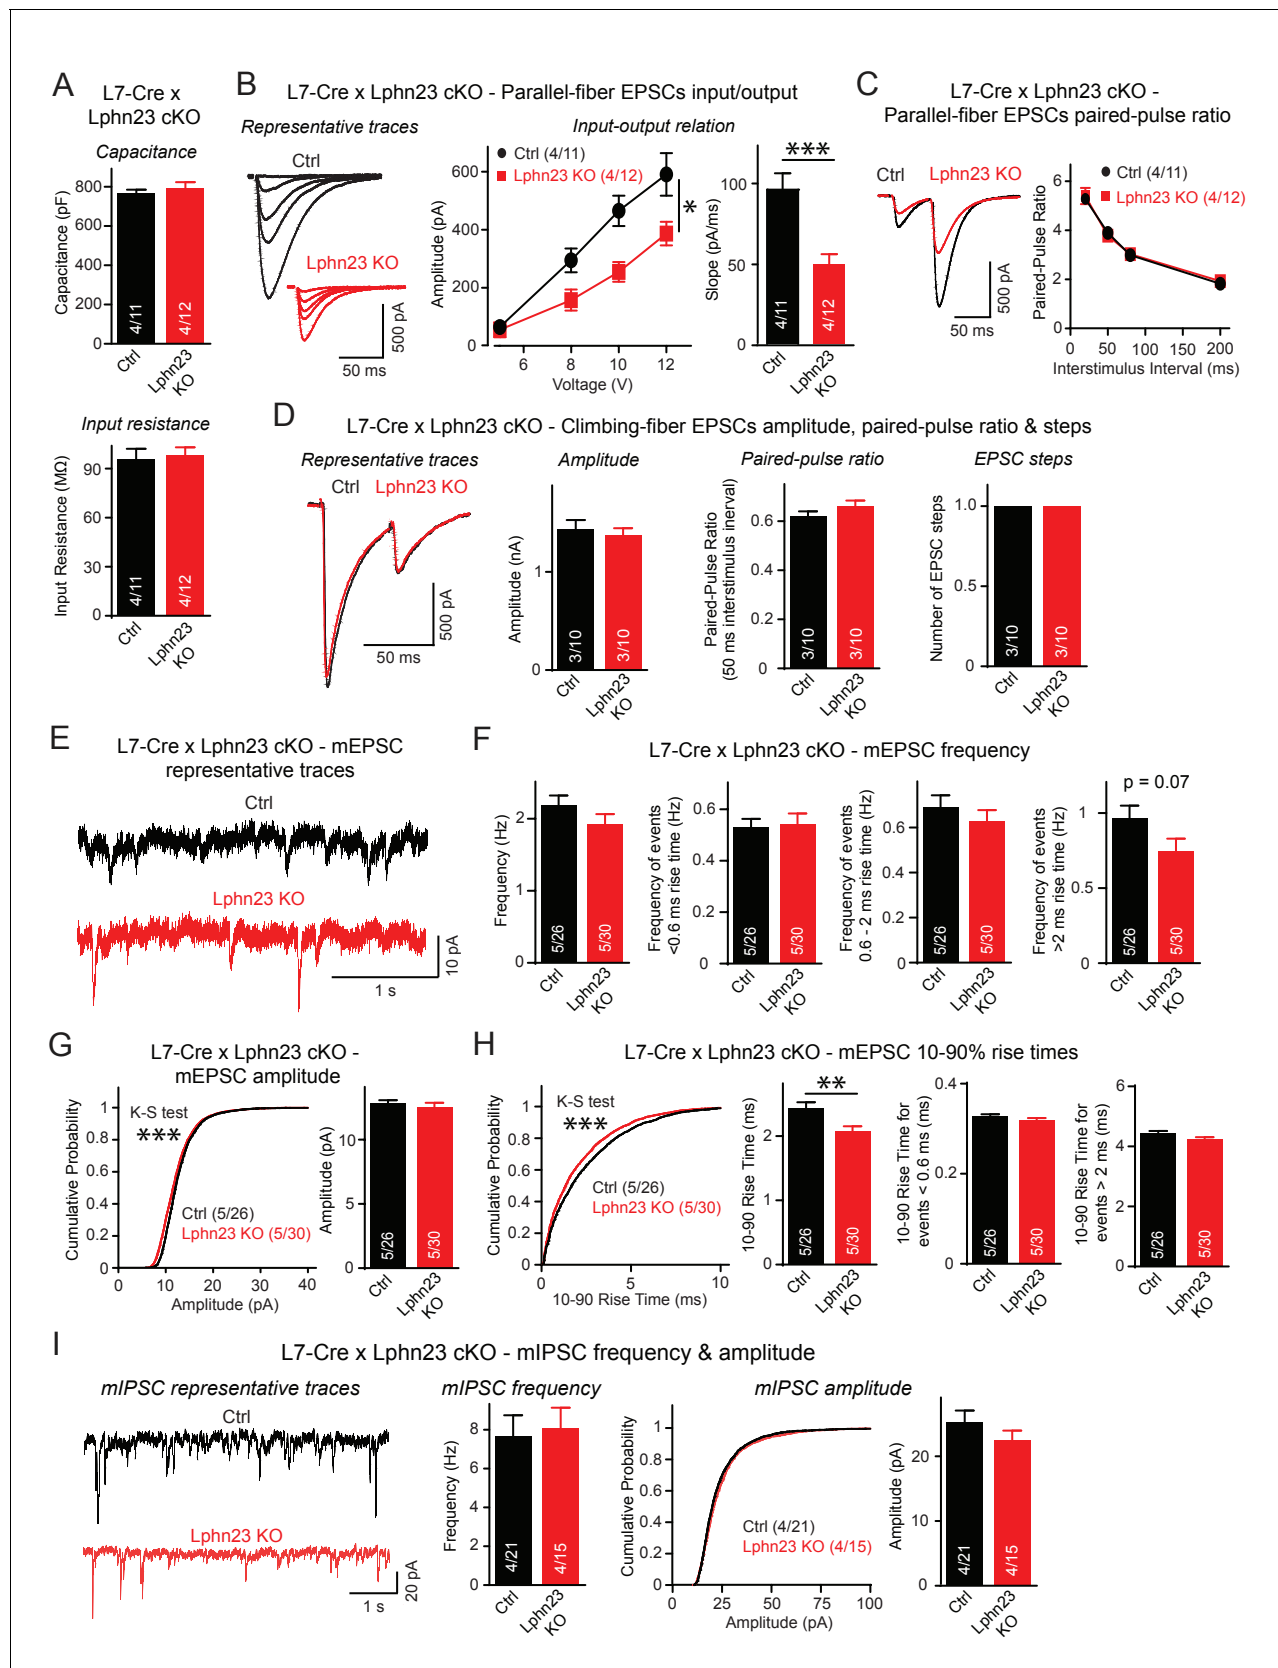 A
L7-Cre x
Lphn23 cKO
Capacitance
Capacitance (pF)
800
600
400
200
0
4/11
4/12
Ctrl
Lphn23
KO
Input resistance
Input Resistance (MΩ)
90
60
30
0
4/11
4/12
Ctrl
Lphn23
KO
B
L7-Cre x Lphn23 cKO - Parallel-fiber EPSCs input/output
Representative traces
Ctrl
Lphn23 KO
500 pA
50 ms
Input-output relation
Ctrl (4/11)
Lphn23 KO (4/12)
Amplitude (pA)
600
400
200
0
*
6
8
10
12
Voltage (V)
***
Slope (pA/ms)
100
50
0
4/11
4/12
Ctrl
Lphn23
KO
C
L7-Cre x Lphn23 cKO -
Parallel-fiber EPSCs paired-pulse ratio
Ctrl
Lphn23 KO
500 pA
50 ms
Ctrl (4/11)
Lphn23 KO (4/12)
Paired-Pulse Ratio
6
4
2
0
0
50
100
150
200
Interstimulus Interval (ms)
D
L7-Cre x Lphn23 cKO - Climbing-fiber EPSCs amplitude, paired-pulse ratio & steps
Representative traces
Ctrl
Lphn23 KO
500 pA
50 ms
Amplitude
Amplitude (nA)
1
0
3/10
3/10
Ctrl
Lphn23
KO
Paired-pulse ratio
Paired-Pulse Ratio
(50 ms interstimulus inerval)
0.6
0.4
0.2
0
3/10
3/10
Ctrl
Lphn23
KO
EPSC steps
Number of EPSC steps
1.0
0.5
0
3/10
3/10
Ctrl
Lphn23
KO
E
L7-Cre x Lphn23 cKO - mEPSC
representative traces
Ctrl
Lphn23 KO
10 pA
1 s
F
L7-Cre x Lphn23 cKO - mEPSC frequency
Frequency (Hz)
2
1
0
5/26
5/30
Ctrl
Lphn23
KO
Frequency of events
<0.6 ms rise time (Hz)
0.6
0.4
0.2
0
5/26
5/30
Ctrl
Lphn23
KO
Frequency of events
0.6 - 2 ms rise time (Hz)
0.6
0.4
0.2
0
5/26
5/30
Ctrl
Lphn23
KO
p = 0.07
Frequency of events
>2 ms rise time (Hz)
1
0.5
0
5/26
5/30
Ctrl
Lphn23
KO
G
L7-Cre x Lphn23 cKO -
mEPSC amplitude
K-S test
***
Ctrl (5/26)
Lphn23 KO (5/30)
Cumulative Probability
1
0.8
0.6
0.4
0.2
0
0
10
20
30
40
Amplitude (pA)
Amplitude (pA)
10
5
0
5/26
5/30
Ctrl
Lphn23
KO
H
L7-Cre x Lphn23 cKO - mEPSC 10-90% rise times
K-S test
***
Ctrl (5/26)
Lphn23 KO (5/30)
Cumulative Probability
1
0.8
0.6
0.4
0.2
0
0
5
10
10-90 Rise Time (ms)
**
10-90 Rise Time (ms)
2
1
0
5/26
5/30
Ctrl
Lphn23
KO
10-90 Rise Time for
events < 0.6 ms (ms)
0.4
0.2
0
5/26
5/30
Ctrl
Lphn23
KO
10-90 Rise Time for
events > 2 ms (ms)
6
4
2
0
5/26
5/30
Ctrl
Lphn23
KO
I
L7-Cre x Lphn23 cKO - mIPSC frequency & amplitude
mIPSC representative traces
Ctrl
Lphn23 KO
20 pA
1 s
mIPSC frequency
Frequency (Hz)
8
6
4
2
0
4/21
4/15
Ctrl
Lphn23
KO
mIPSC amplitude
Cumulative Probability
1
0.8
0.6
0.4
0.2
0
Ctrl (4/21)
Lphn23 KO (4/15)
0
25
50
75
100
Amplitude (pA)
Amplitude (pA)
20
10
0
4/21
4/15
Ctrl
Lphn23
KO